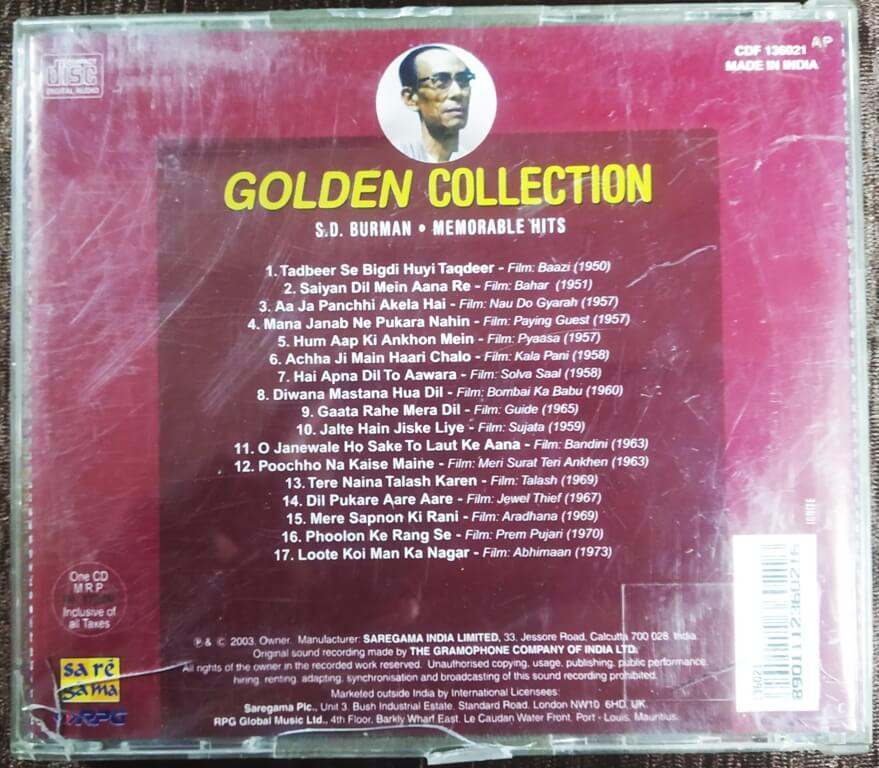 disc
DIGITAL AUDIO
CDF 136021 AP
MADE IN INDIA
GOLDEN COLLECTION
S.D. BURMAN • MEMORABLE HITS
1. Tadbeer Se Bigdi Huyi Taqdeer - Film: Baazi (1950)
2. Saiyan Dil Mein Aana Re - Film: Bahar (1951)
3. Aa Ja Panchhi Akela Hai - Film: Nau Do Gyarah (1957)
4. Mana Janab Ne Pukara Nahin - Film: Paying Guest (1957)
5. Hum Aap Ki Ankhon Mein - Film: Pyaasa (1957)
6. Achha Ji Main Haari Chalo - Film: Kala Pani (1958)
7. Hai Apna Dil To Aawara - Film: Solva Saal (1958)
8. Diwana Mastana Hua Dil - Film: Bombai Ka Babu (1960)
9. Gaata Rahe Mera Dil - Film: Guide (1965)
10. Jalte Hain Jiske Liye - Film: Sujata (1959)
11. O Janewale Ho Sake To Laut Ke Aana - Film: Bandini (1963)
12. Poochho Na Kaise Maine - Film: Meri Surat Teri Ankhen (1963)
13. Tere Naina Talash Karen - Film: Talash (1969)
14. Dil Pukare Aare Aare - Film: Jewel Thief (1967)
15. Mere Sapnon Ki Rani - Film: Aradhana (1969)
16. Phoolon Ke Rang Se - Film: Prem Pujari (1970)
17. Loote Koi Man Ka Nagar - Film: Abhimaan (1973)
IGNITE
One CD
M.R.P.
Inclusive of
all Taxes
℗ & © 2003. Owner. Manufacturer: SAREGAMA INDIA LIMITED, 33, Jessore Road, Calcutta 700 028. India.
Original sound recording made by THE GRAMOPHONE COMPANY OF INDIA LTD.
All rights of the owner in the recorded work reserved. Unauthorised copying, usage, publishing, public performance,
hiring, renting, adapting, synchronisation and broadcasting of this sound recording prohibited.
Marketed outside India by International Licensees:
Saregama Plc., Unit 3, Bush Industrial Estate, Standard Road, London NW10 6HD, UK.
RPG Global Music Ltd., 4th Floor, Barkly Wharf East, Le Caudan Water Front, Port - Louis, Mauritius.
sa re
ga ma
RPG
136021
8901112360216